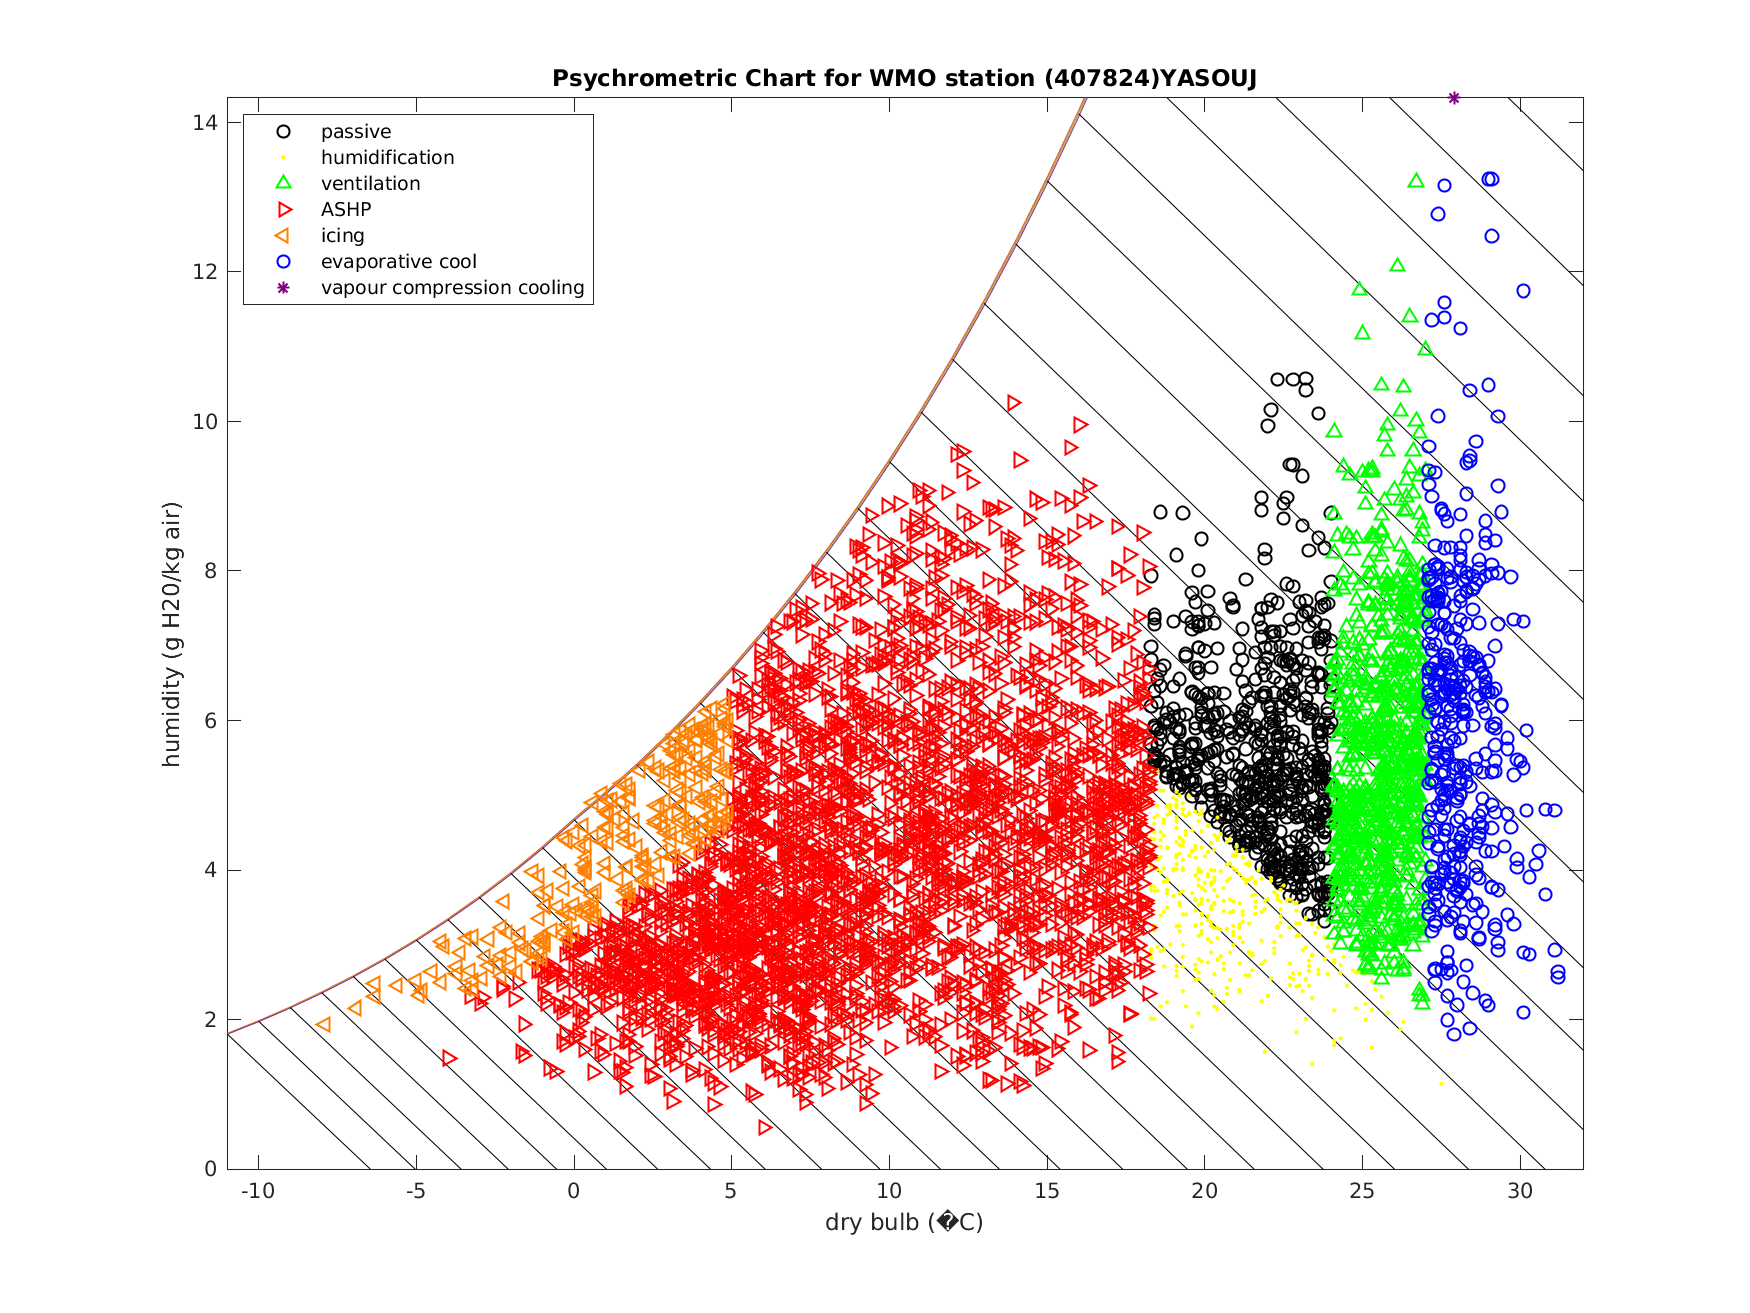 Psychrometric Chart for WMO station (407824)YASOUJ
passive
humidification
ventilation
ASHP
icing
evaporative cool
vapour compression cooling
humidity (g H20/kg air)
14
12
10
8
6
4
2
0
-10 -5 0 5 10 15 20 25 30
dry bulb (�C)